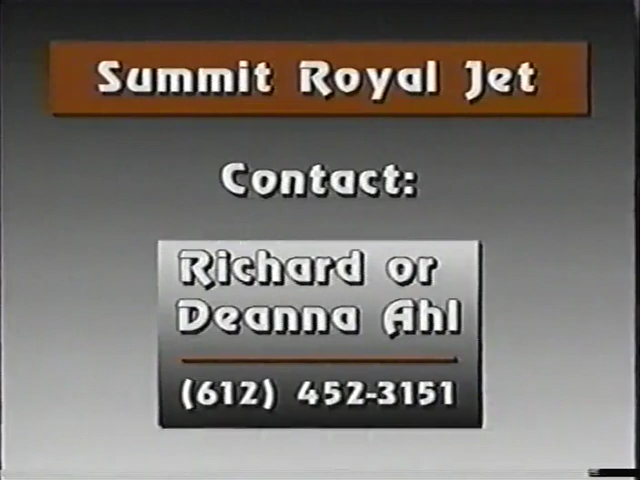 Summit Royal Jet
Contact:
Richard or
Deanna Ahl
(612) 452-3151